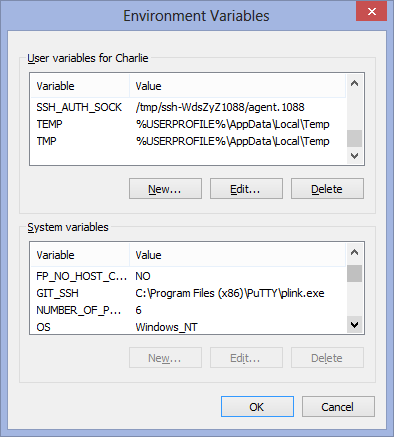 Environment Variables
User variables for Charlie
Variable Value
SSH_AUTH_SOCK /tmp/ssh-WdsZyZ1088/agent.1088
TEMP %USERPROFILE%\AppData\Local\Temp
TMP %USERPROFILE%\AppData\Local\Temp
New... Edit... Delete
System variables
Variable Value
FP_NO_HOST_C... NO
GIT_SSH C:\Program Files (x86)\PuTTY\plink.exe
NUMBER_OF_P... 6
OS Windows_NT
New... Edit... Delete
OK Cancel